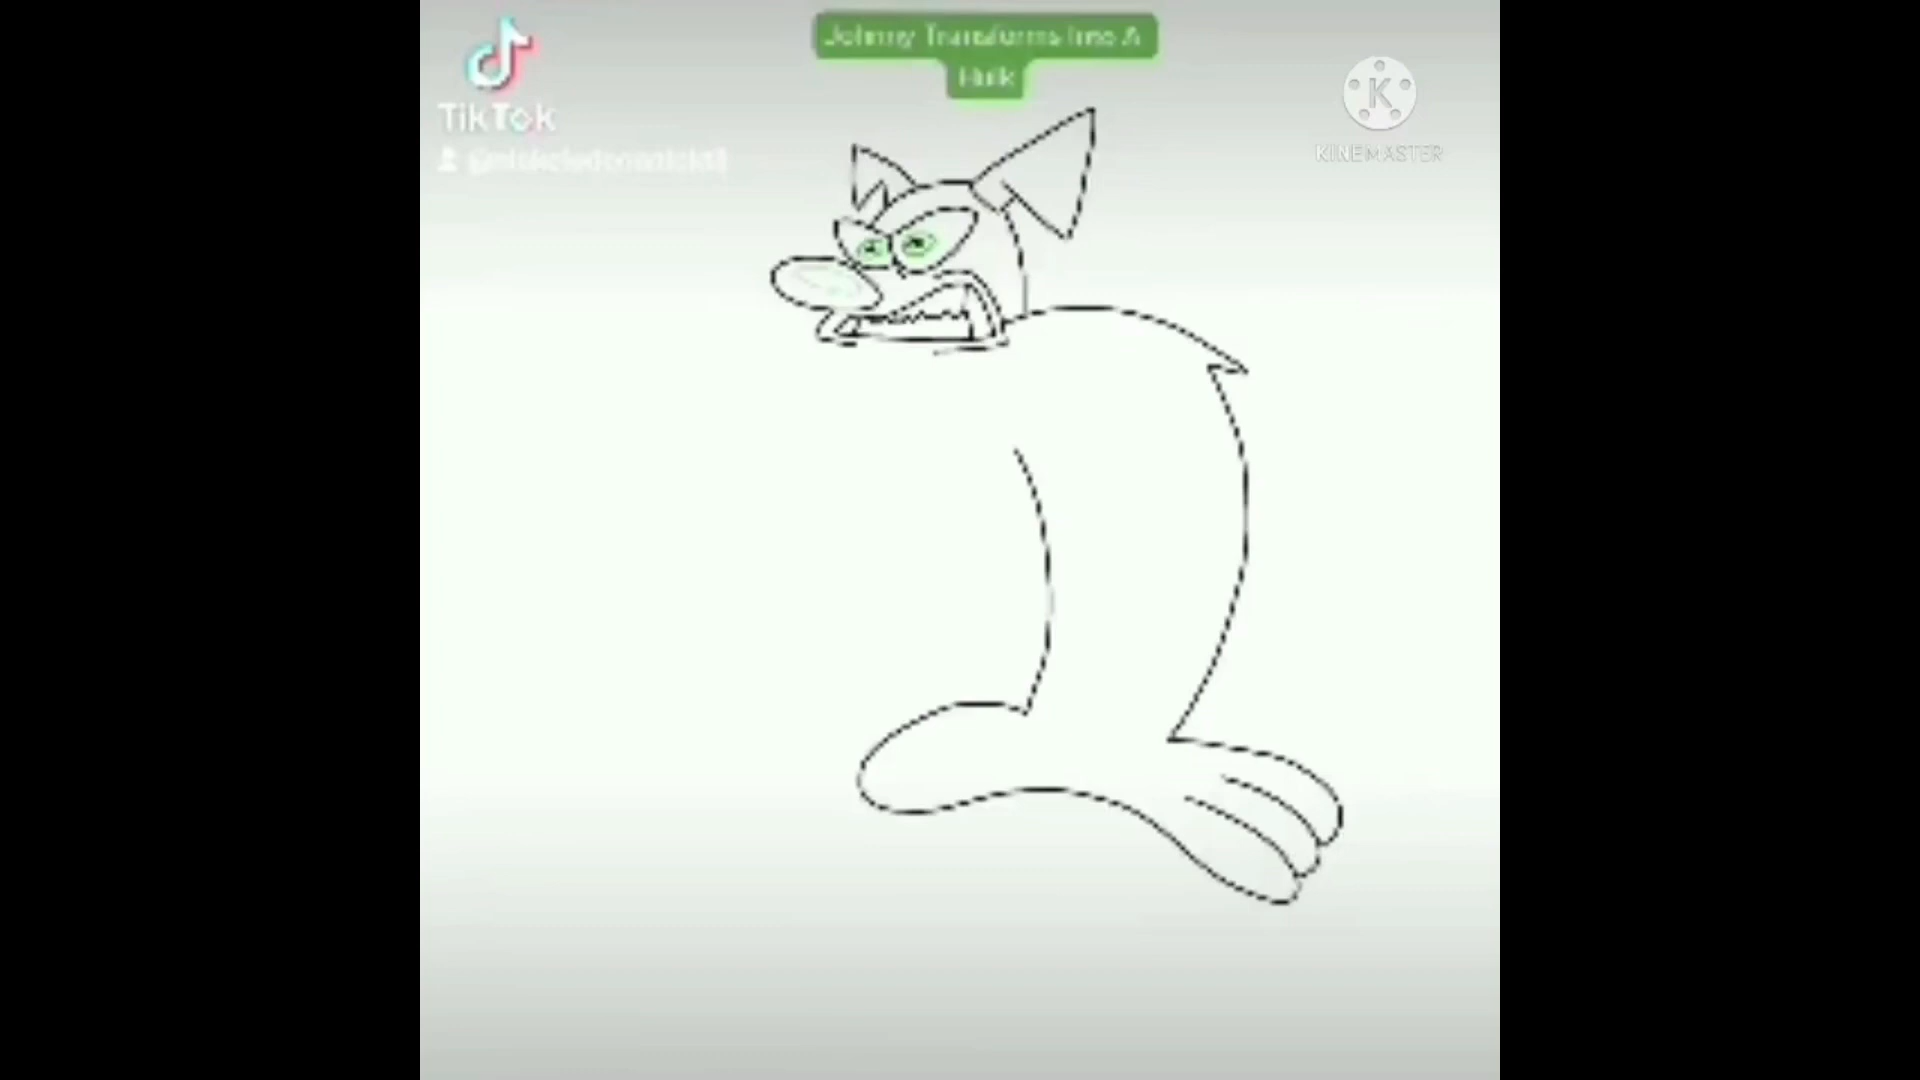 TikTok
Johnny Transforms Into A
Hulk
K
KINEMASTER